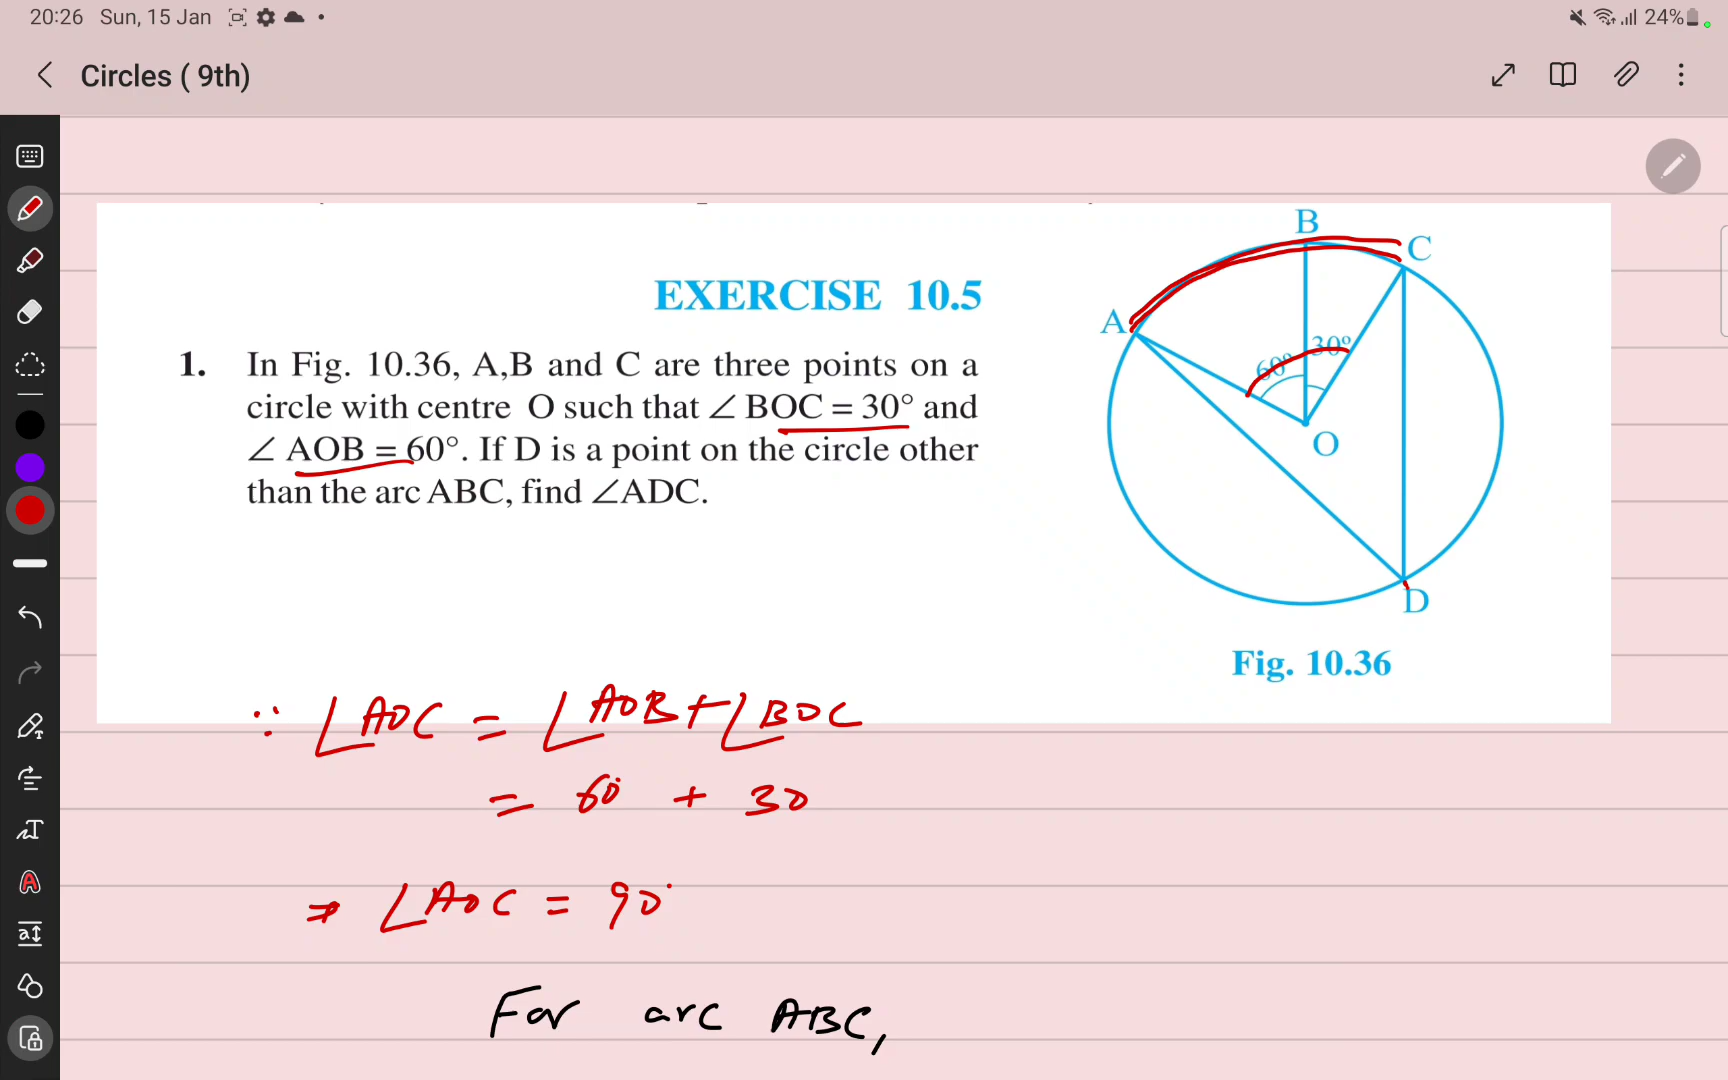 20:26 Sun, 15 Jan
24%
Circles ( 9th)
EXERCISE 10.5
1. In Fig. 10.36, A,B and C are three points on a
circle with centre O such that ∠ BOC = 30° and
∠ AOB = 60°. If D is a point on the circle other
than the arc ABC, find ∠ADC.
B
C
A
30°
60°
O
D
Fig. 10.36
∵ ∠AOC = ∠AOB + ∠BOC
= 60 + 30
⇒ ∠AOC = 90°
For arc ABC,